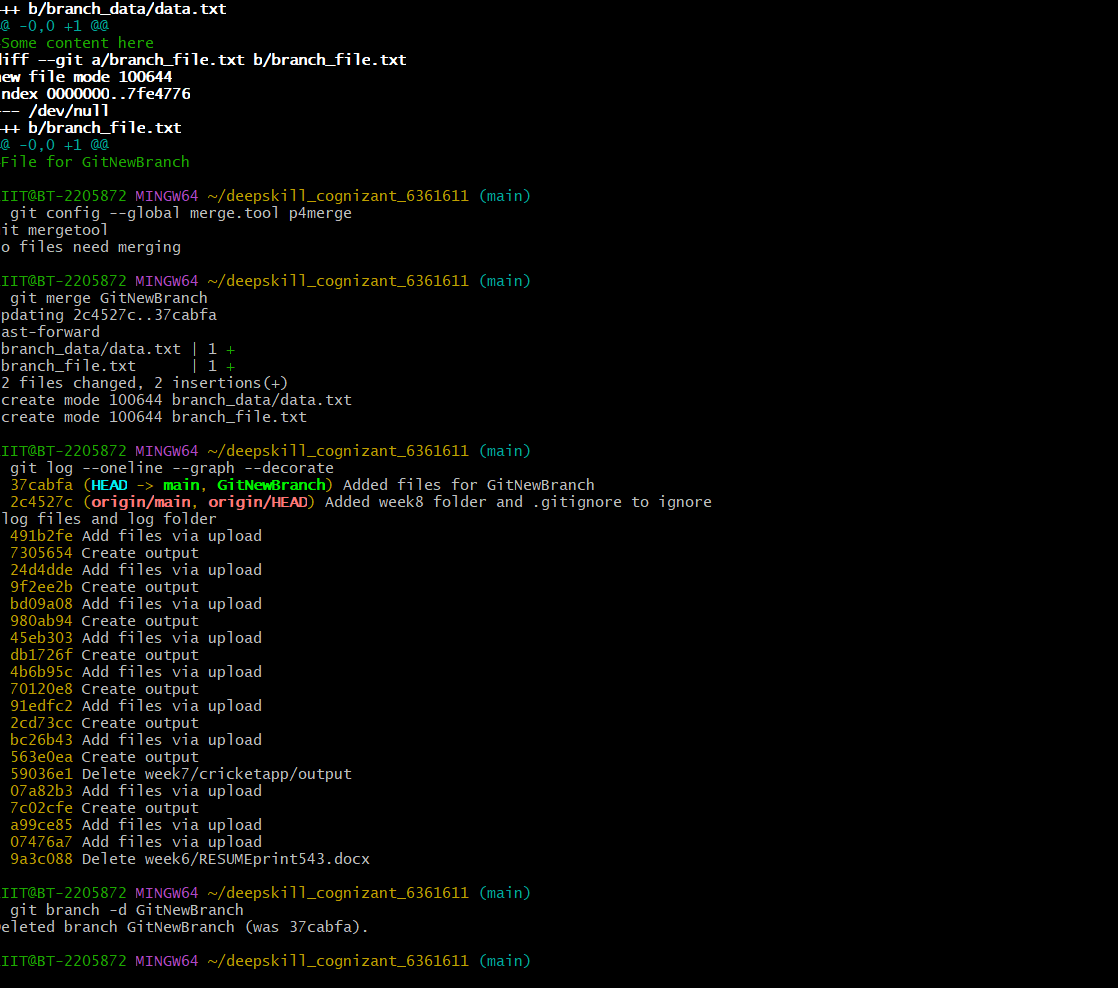 ++ b/branch_data/data.txt
@ -0,0 +1 @@
Some content here
diff --git a/branch_file.txt b/branch_file.txt
new file mode 100644
index 0000000..7fe4776
--- /dev/null
++ b/branch_file.txt
@ -0,0 +1 @@
File for GitNewBranch
IIT@BT-2205872 MINGW64 ~/deepskill_cognizant_6361611 (main)
git config --global merge.tool p4merge
it mergetool
o files need merging
IIT@BT-2205872 MINGW64 ~/deepskill_cognizant_6361611 (main)
git merge GitNewBranch
pdating 2c4527c..37cabfa
ast-forward
branch_data/data.txt | 1 +
branch_file.txt      | 1 +
2 files changed, 2 insertions(+)
create mode 100644 branch_data/data.txt
create mode 100644 branch_file.txt
IIT@BT-2205872 MINGW64 ~/deepskill_cognizant_6361611 (main)
git log --oneline --graph --decorate
37cabfa (HEAD -> main, GitNewBranch) Added files for GitNewBranch
2c4527c (origin/main, origin/HEAD) Added week8 folder and .gitignore to ignore
log files and log folder
491b2fe Add files via upload
7305654 Create output
24d4dde Add files via upload
9f2ee2b Create output
bd09a08 Add files via upload
980ab94 Create output
45eb303 Add files via upload
db1726f Create output
4b6b95c Add files via upload
70120e8 Create output
91edfc2 Add files via upload
2cd73cc Create output
bc26b43 Add files via upload
563e0ea Create output
59036e1 Delete week7/cricketapp/output
07a82b3 Add files via upload
7c02cfe Create output
a99ce85 Add files via upload
07476a7 Add files via upload
9a3c088 Delete week6/RESUMEprint543.docx
IIT@BT-2205872 MINGW64 ~/deepskill_cognizant_6361611 (main)
git branch -d GitNewBranch
eleted branch GitNewBranch (was 37cabfa).
IIT@BT-2205872 MINGW64 ~/deepskill_cognizant_6361611 (main)